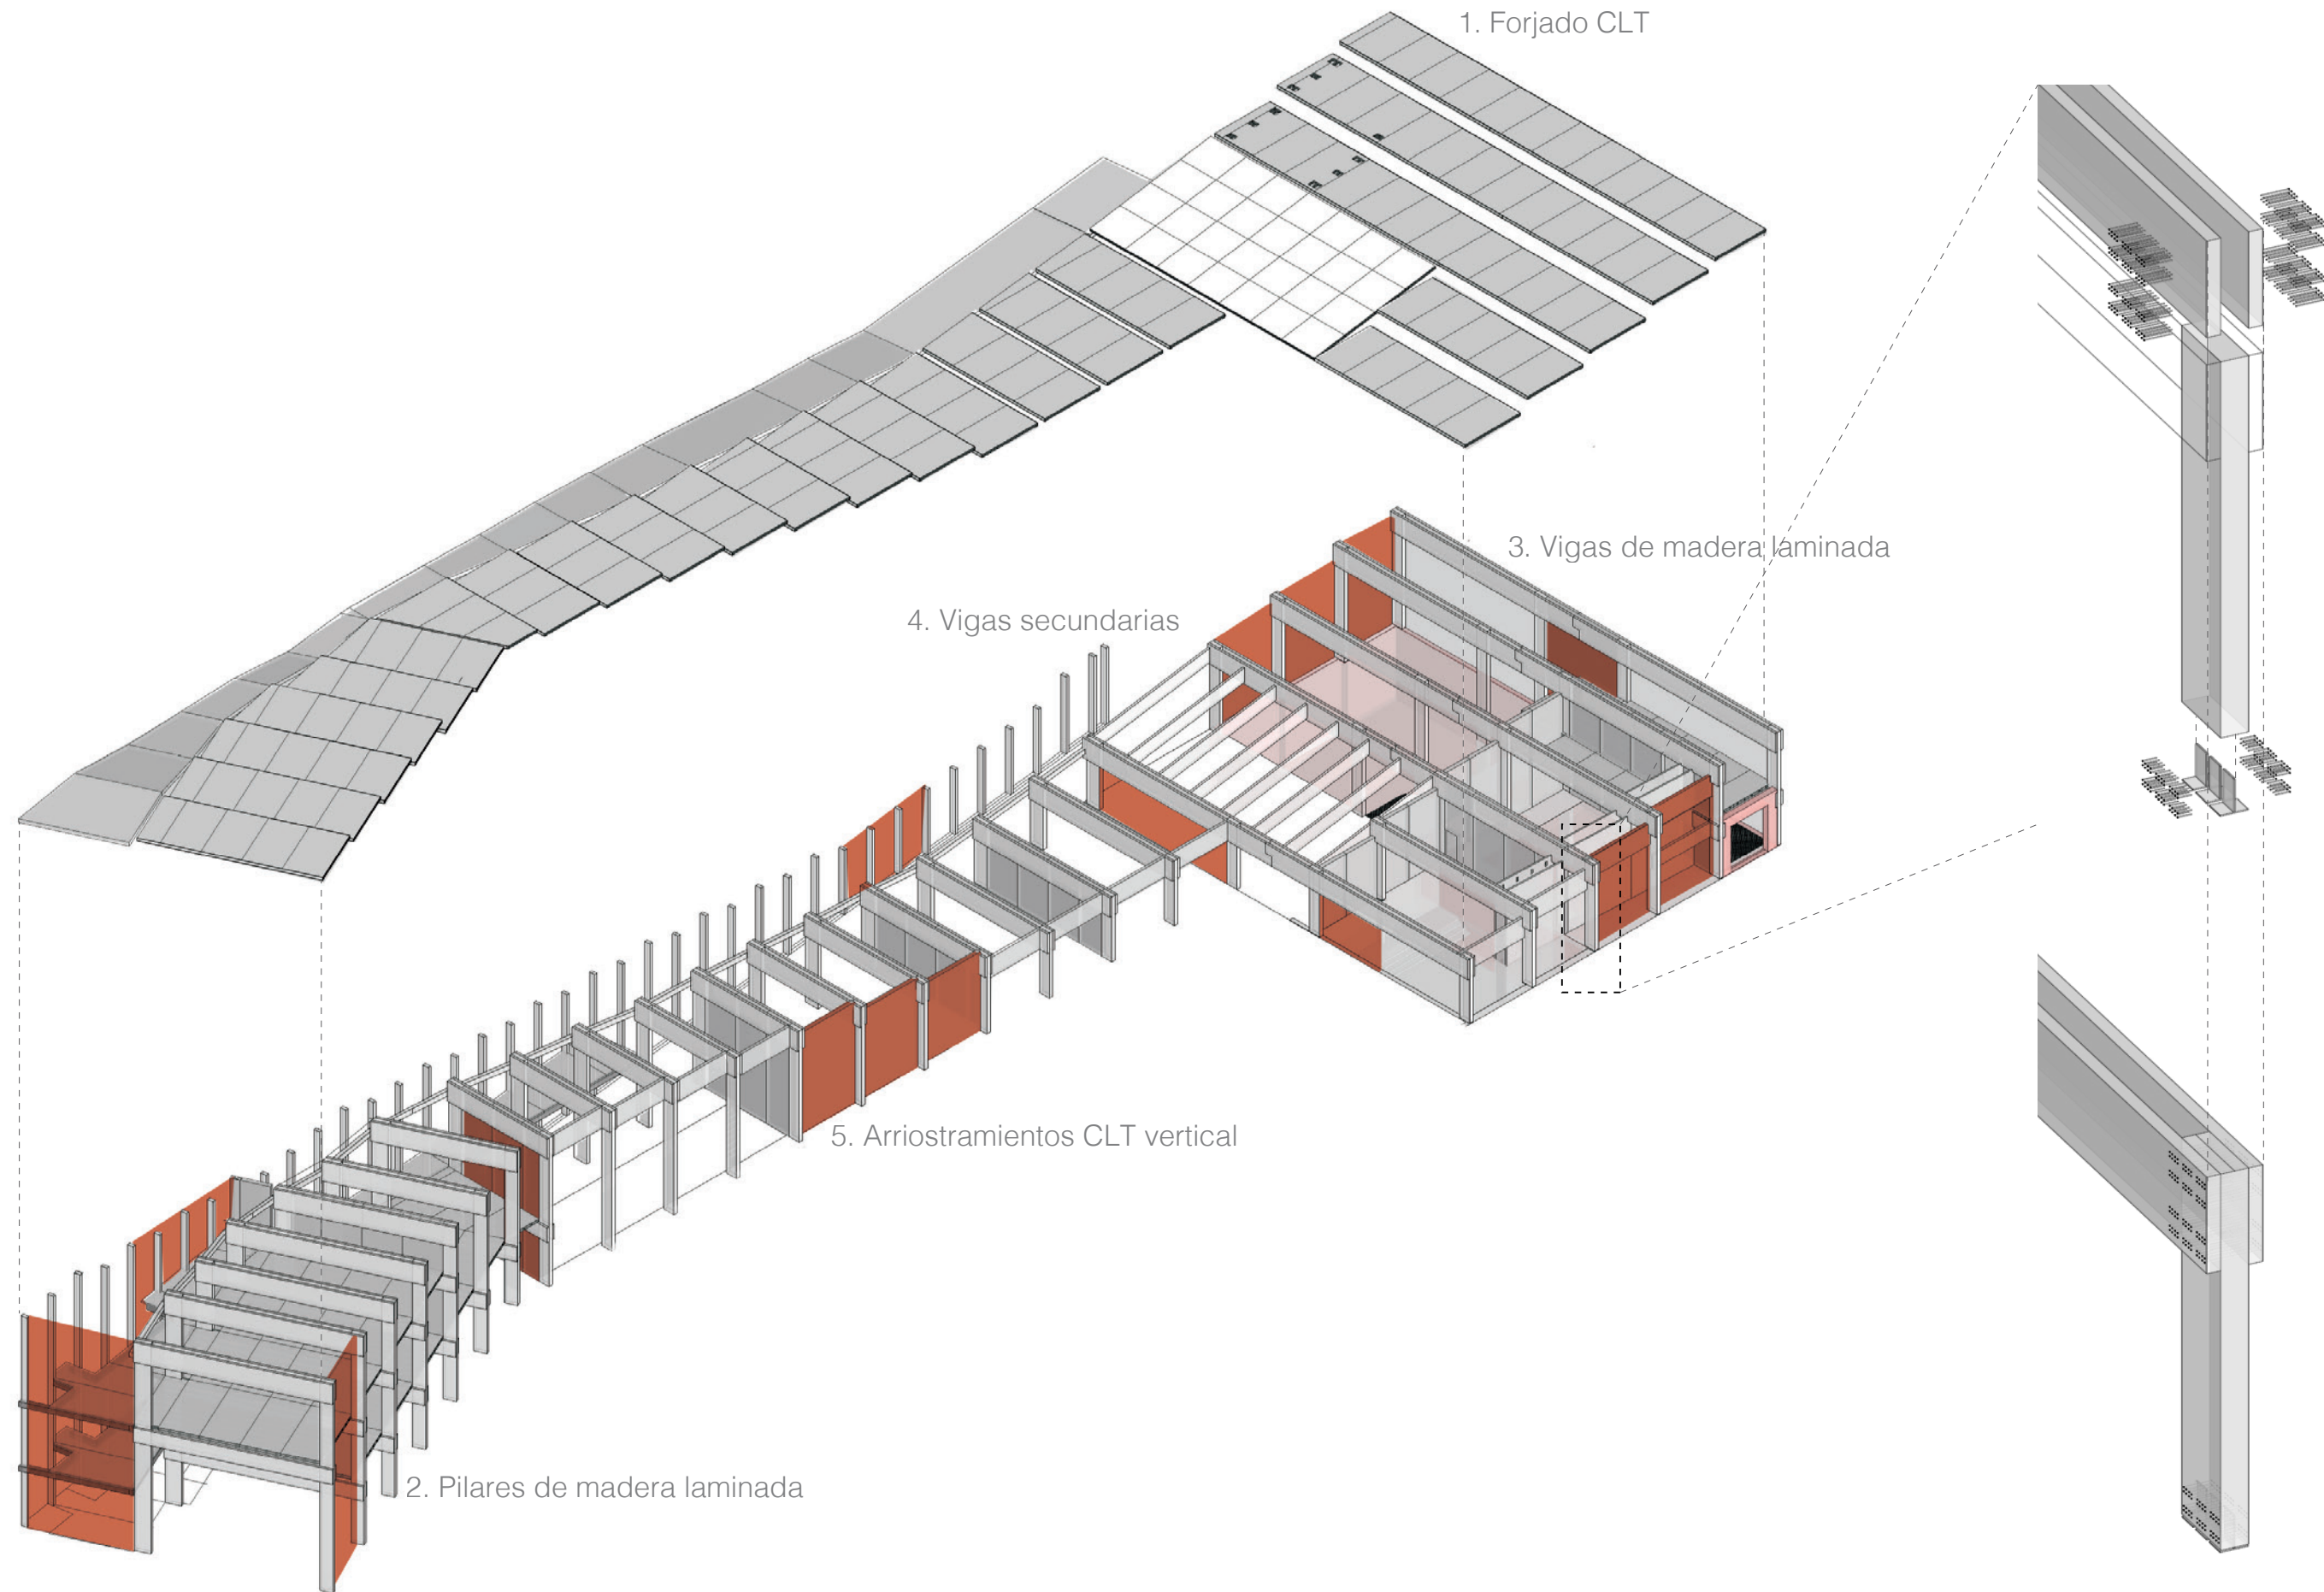 1. Forjado CLT
3. Vigas de madera laminada
4. Vigas secundarias
5. Arriostramientos CLT vertical
2. Pilares de madera laminada